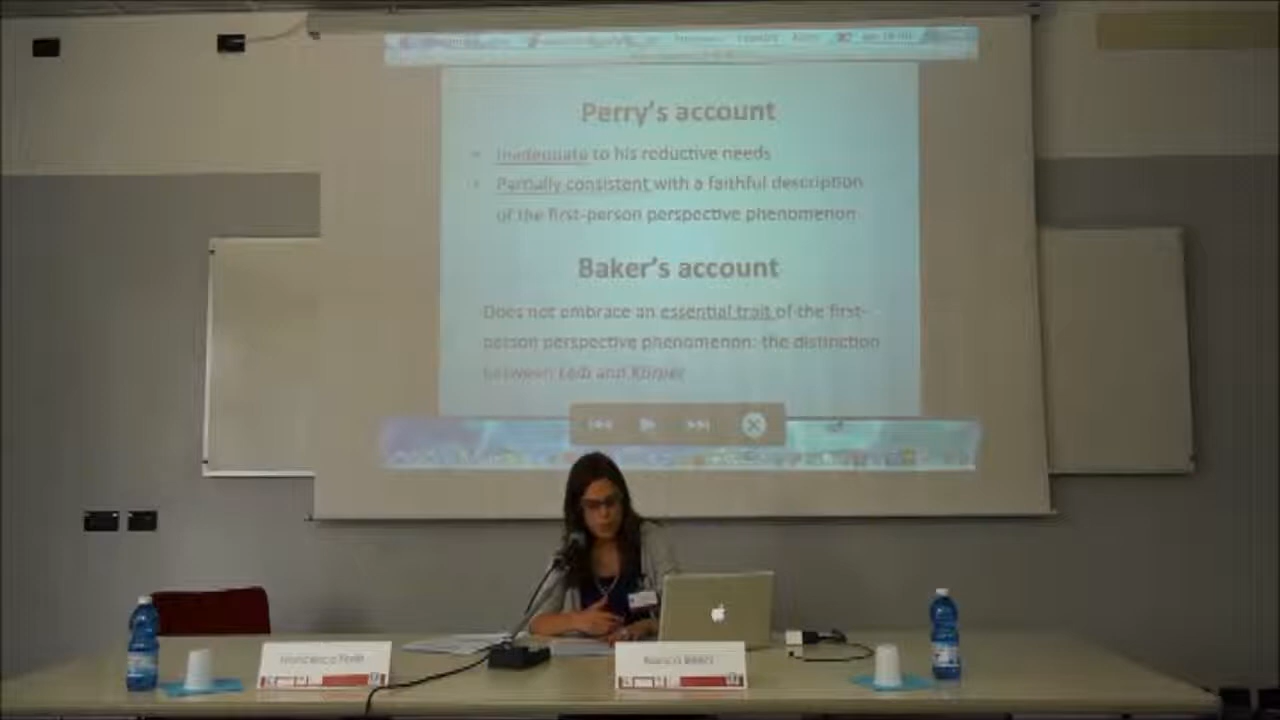 Perry's account
Inadequate to his reductive needs
Partially consistent with a faithful description
of the first-person perspective phenomenon
Baker's account
Does not embrace an essential trait of the first-
person perspective phenomenon: the distinction
between Leib and Körper
Francesca